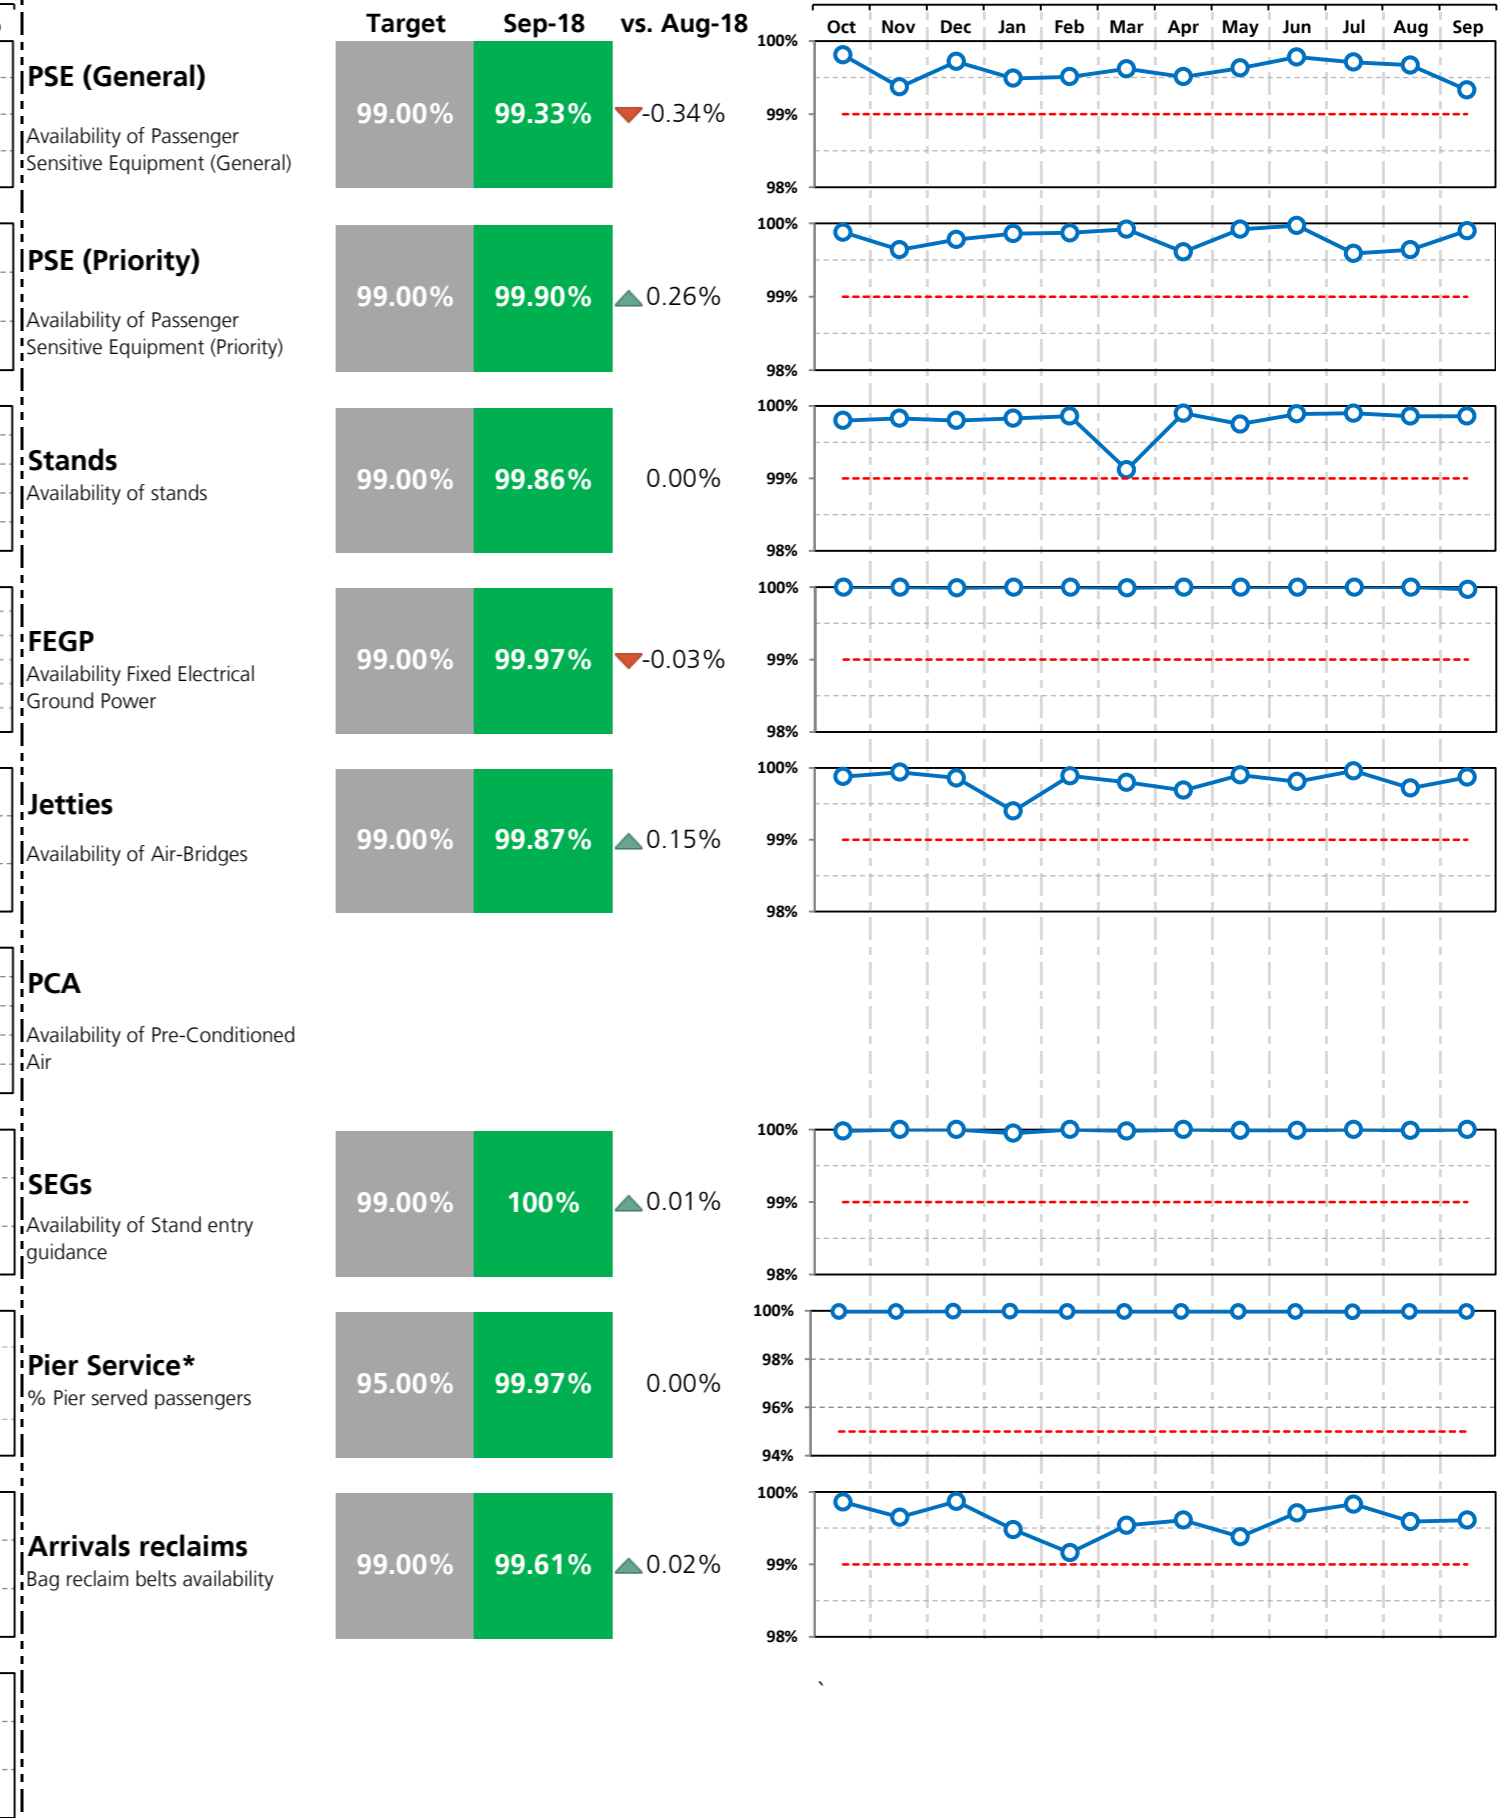 Target Sep-18 vs. Aug-18
Oct Nov Dec Jan Feb Mar Apr May Jun Jul Aug Sep
PSE (General)
Availability of Passenger
Sensitive Equipment (General)
99.00% 99.33% -0.34%
100%
99%
98%
PSE (Priority)
Availability of Passenger
Sensitive Equipment (Priority)
99.00% 99.90% 0.26%
100%
99%
98%
Stands
Availability of stands
99.00% 99.86% 0.00%
100%
99%
98%
FEGP
Availability Fixed Electrical
Ground Power
99.00% 99.97% -0.03%
100%
99%
98%
Jetties
Availability of Air-Bridges
99.00% 99.87% 0.15%
100%
99%
98%
PCA
Availability of Pre-Conditioned
Air
SEGs
Availability of Stand entry
guidance
99.00% 100% 0.01%
100%
99%
98%
Pier Service*
% Pier served passengers
95.00% 99.97% 0.00%
100%
98%
96%
94%
Arrivals reclaims
Bag reclaim belts availability
99.00% 99.61% 0.02%
100%
99%
98%
`